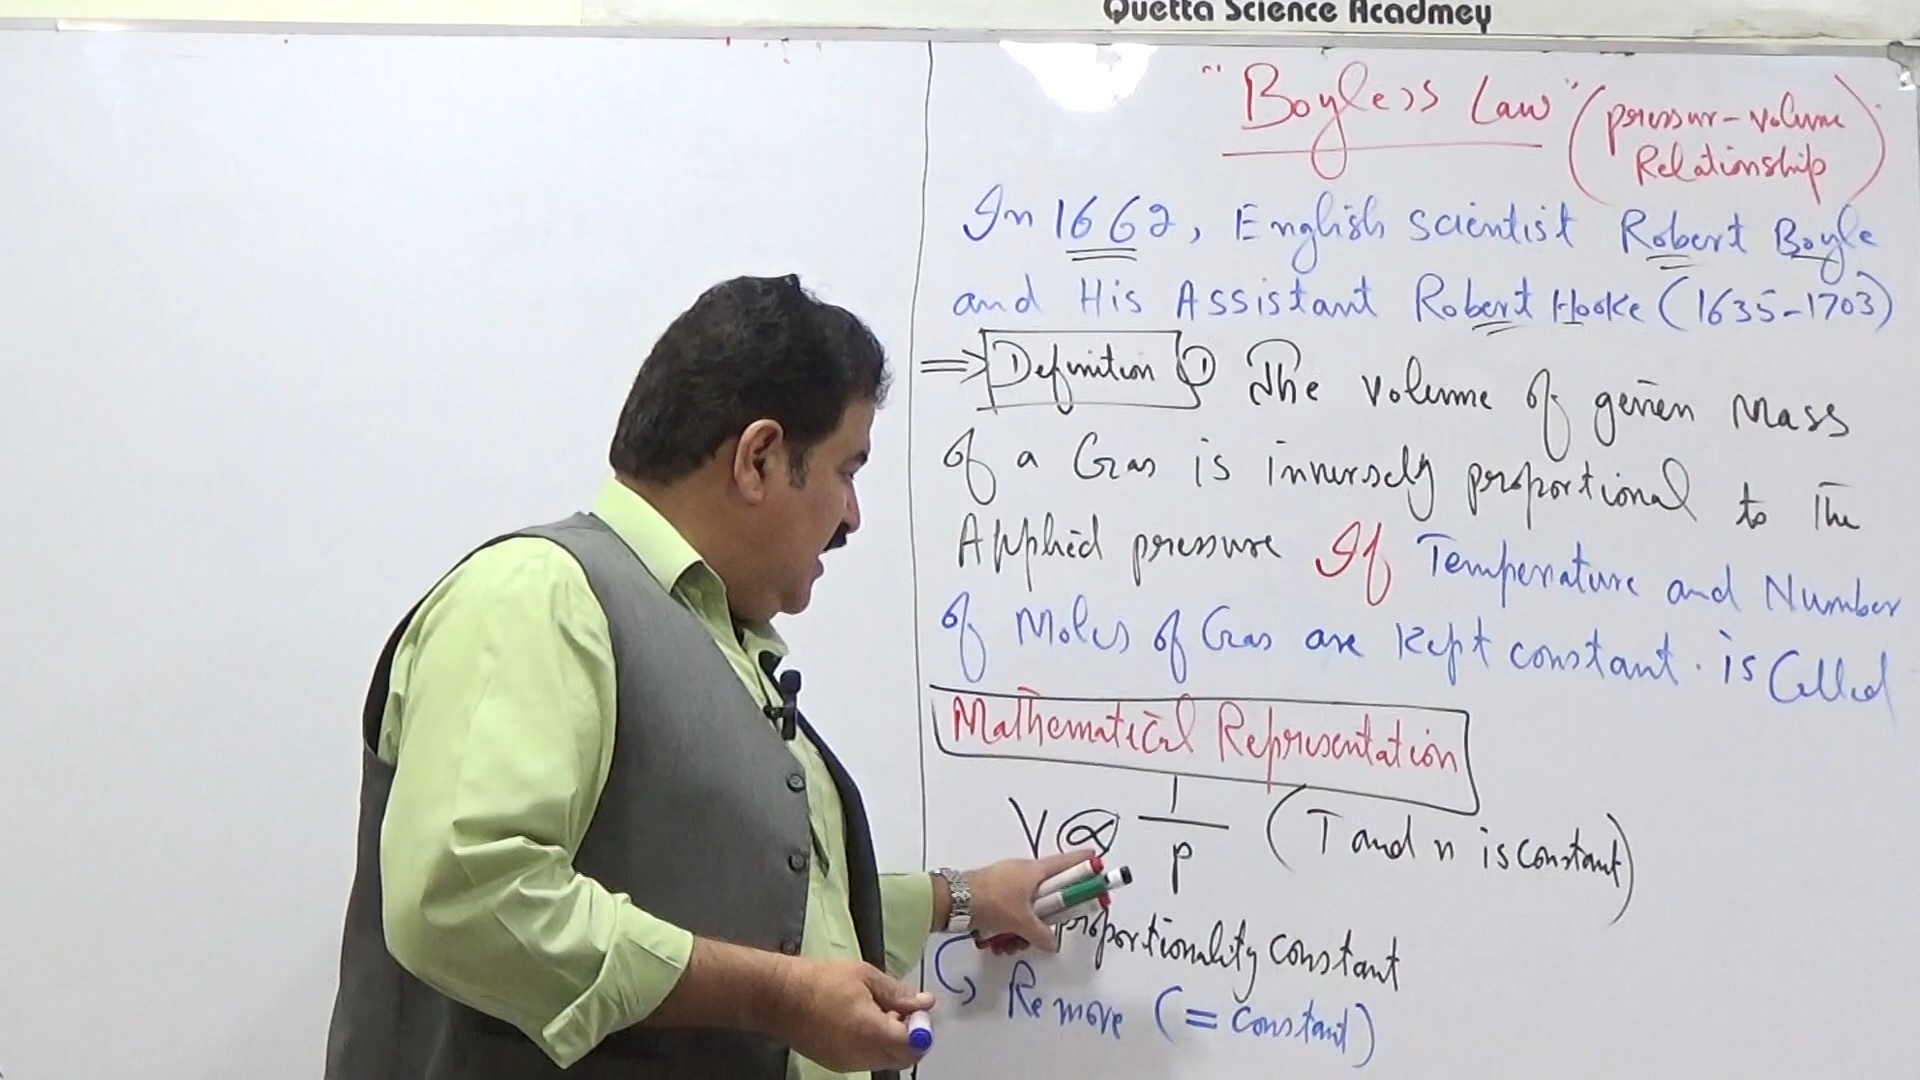 Quetta Science Acadmey
"Boyle's Law" (pressur-volume
Relationship)
In 1662, English Scientist Robert Boyle
and His Assistant Robert Hooke (1635-1703)
⇒ Definition ① The volume of given Mass
of a Gas is inversely proportional to The
Applied pressure If Temperature and Number
of Moles of Gas are Kept constant. is Called
Mathematical Representation
V ∝ 1/P (T and n is constant)
proportionality constant
Remove (= constant)